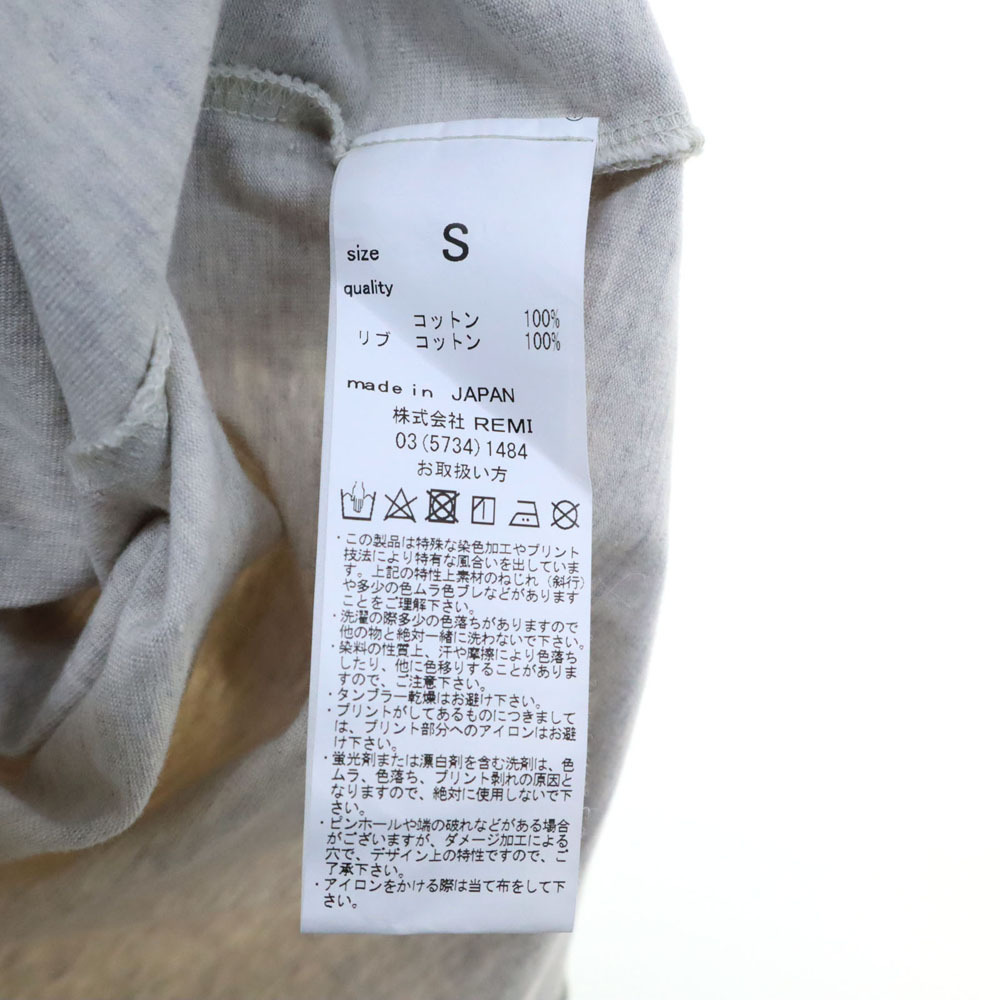 size S
quality
コットン 100%
リブ コットン 100%
made in JAPAN
株式会社 REMI
03(5734)1484
お取扱い方
・この製品は特殊な染色加工やプリント
技法により特有な風合いを出していま
す。上記の特性上素材のねじれ（斜行）
や多少の色ムラ色ブレなどがあります
ことをご理解下さい。
・洗濯の際多少の色落ちがありますので
他の物と絶対一緒に洗わないで下さい。
・染料の性質上、汗や摩擦により色落ち
したり、他に色移りすることがありま
すので、ご注意下さい。
・タンブラー乾燥はお避け下さい。
・プリントがしてあるものにつきまして
は、プリント部分へのアイロンはお避
け下さい。
・蛍光剤または漂白剤を含む洗剤は、色
ムラ、色落ち、プリント剥れの原因と
なりますので、絶対に使用しないで下
さい。
・ピンホールや端の破れなどがある場合
がございますが、ダメージ加工による
穴で、デザイン上の特性ですので、ご
了承下さい。
・アイロンをかける際は当て布をして下
さい。